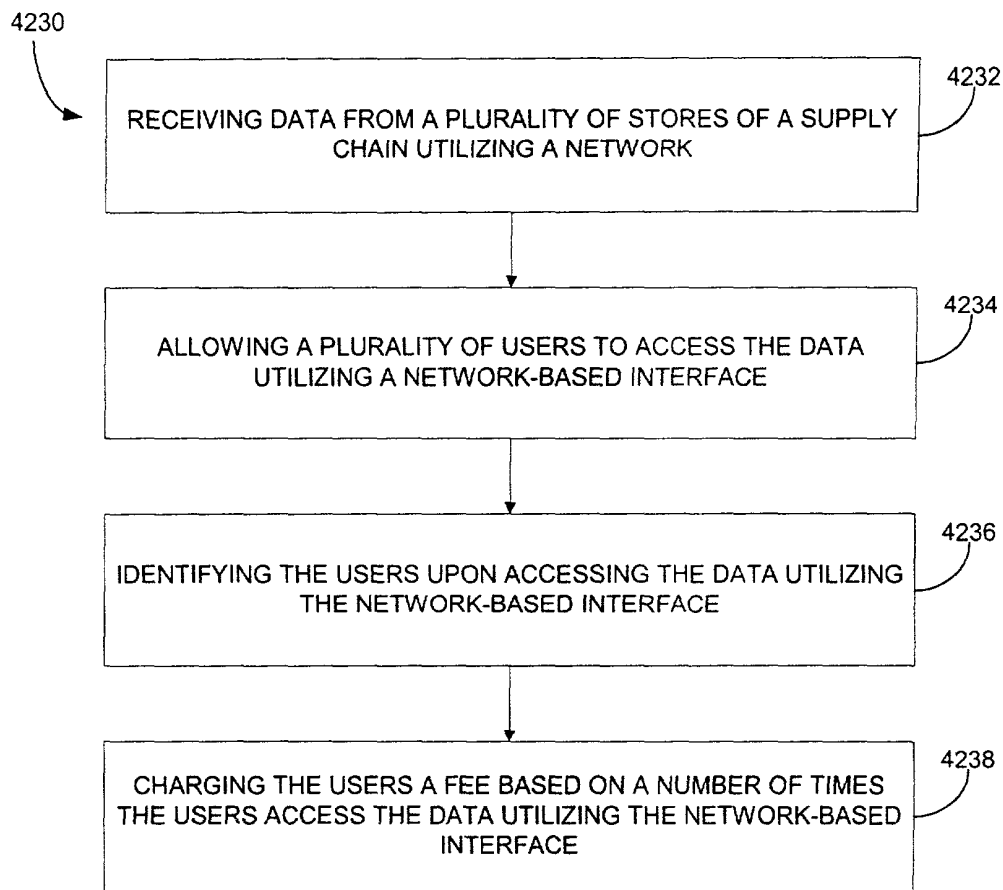 4230
4232
RECEIVING DATA FROM A PLURALITY OF STORES OF A SUPPLY
CHAIN UTILIZING A NETWORK
4234
ALLOWING A PLURALITY OF USERS TO ACCESS THE DATA
UTILIZING A NETWORK-BASED INTERFACE
4236
IDENTIFYING THE USERS UPON ACCESSING THE DATA UTILIZING
THE NETWORK-BASED INTERFACE
4238
CHARGING THE USERS A FEE BASED ON A NUMBER OF TIMES
THE USERS ACCESS THE DATA UTILIZING THE NETWORK-BASED
INTERFACE